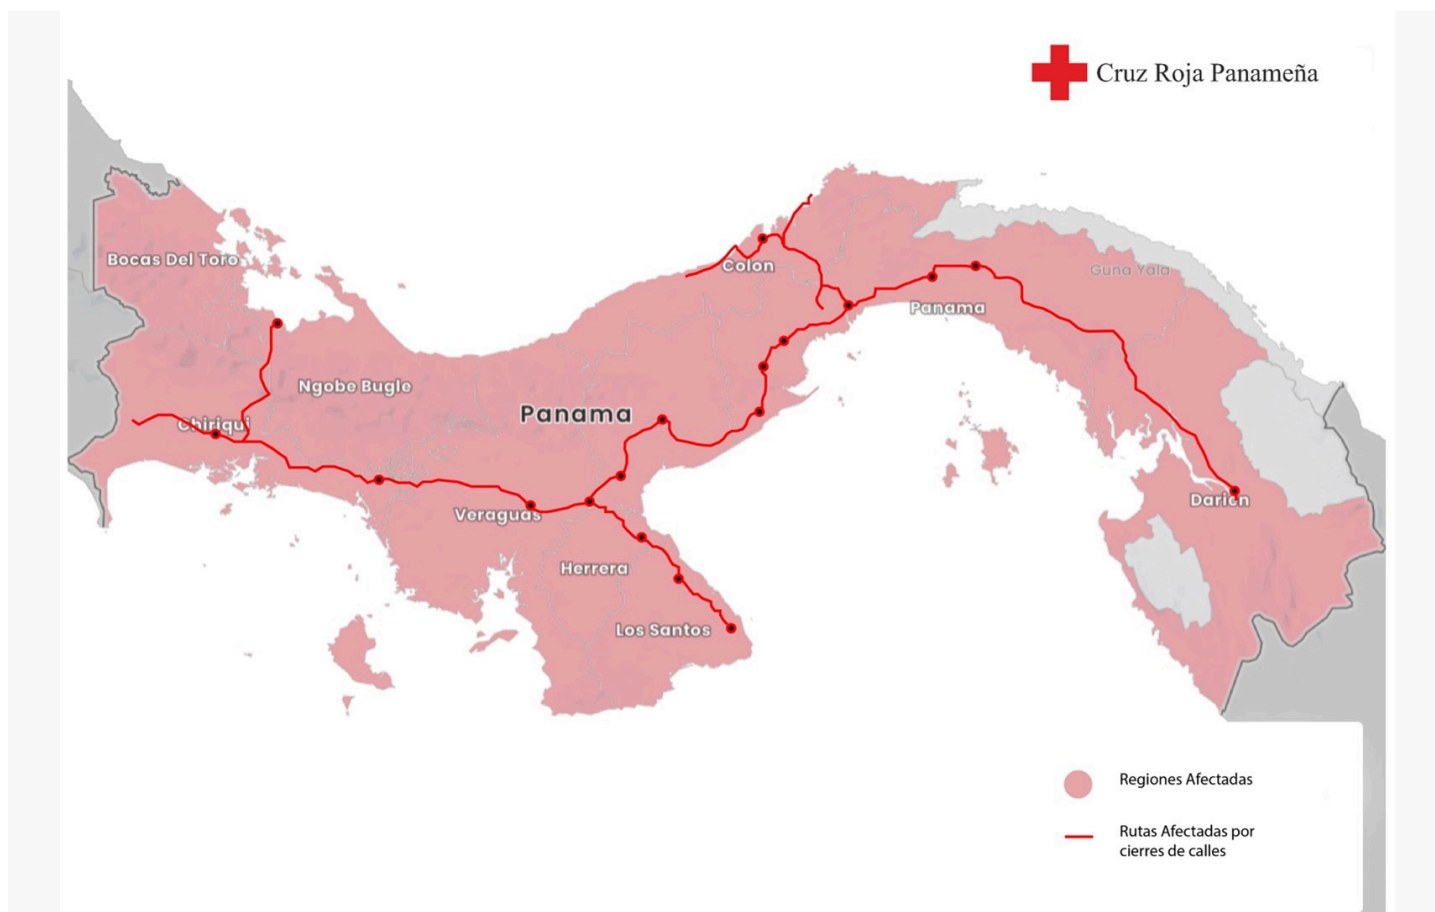 Cruz Roja Panameña
Bocas Del Toro
Colon
Guna Yala
Panama
Ngobe Bugle
Panama
Chiriqui
Veraguas
Darien
Herrera
Los Santos
Regiones Afectadas
Rutas Afectadas por
cierres de calles